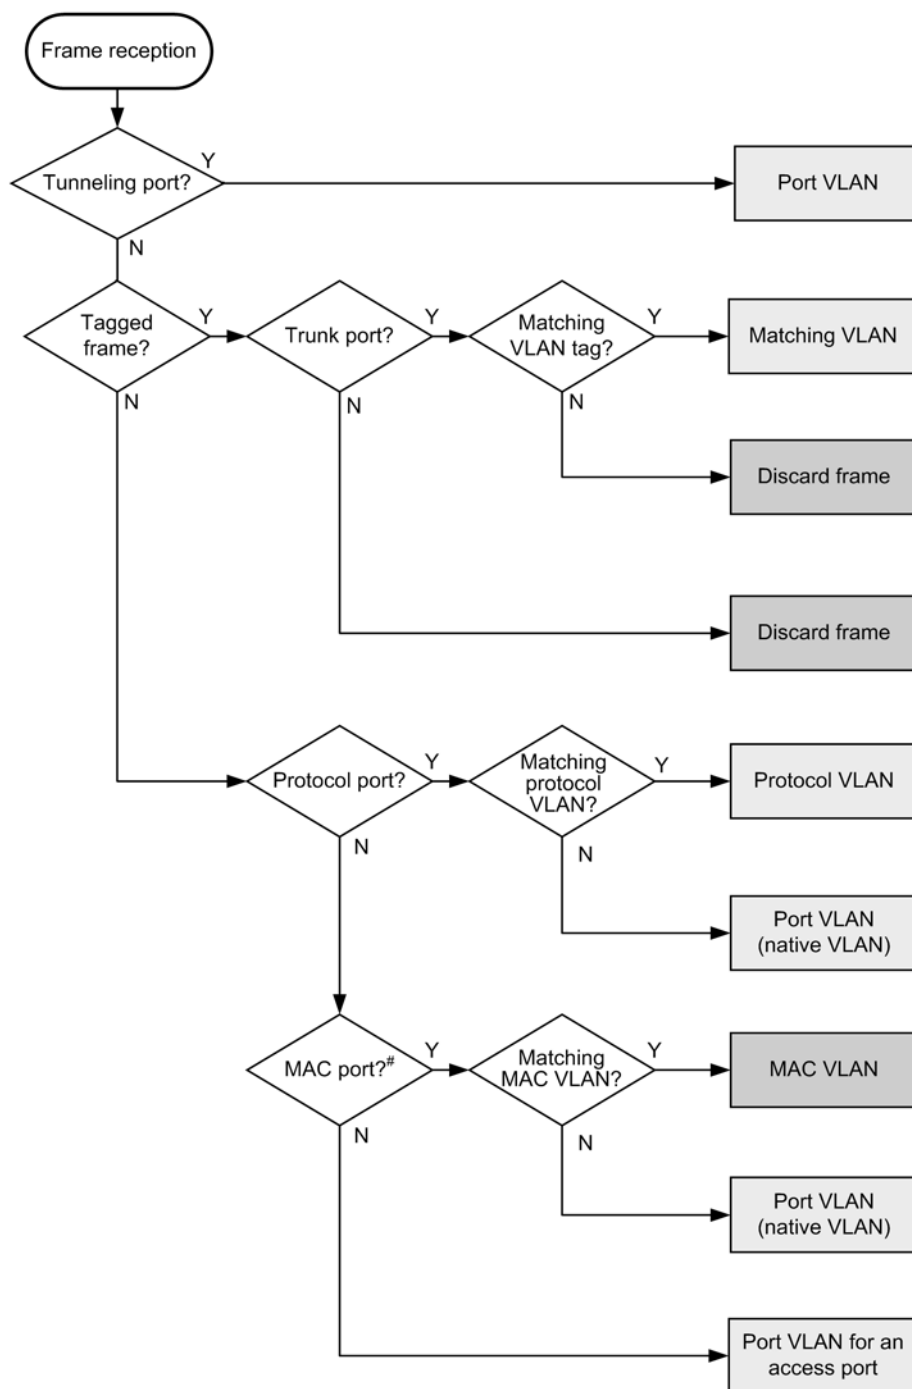 Frame reception
Tunneling port?
Y
N
Port VLAN
Tagged
frame?
Y
N
Trunk port?
Y
N
Matching
VLAN tag?
Y
N
Matching VLAN
Discard frame
Discard frame
Protocol port?
Y
N
Matching
protocol
VLAN?
Y
N
Protocol VLAN
Port VLAN
(native VLAN)
MAC port?#
Y
N
Matching
MAC VLAN?
Y
N
MAC VLAN
Port VLAN
(native VLAN)
Port VLAN for an
access port